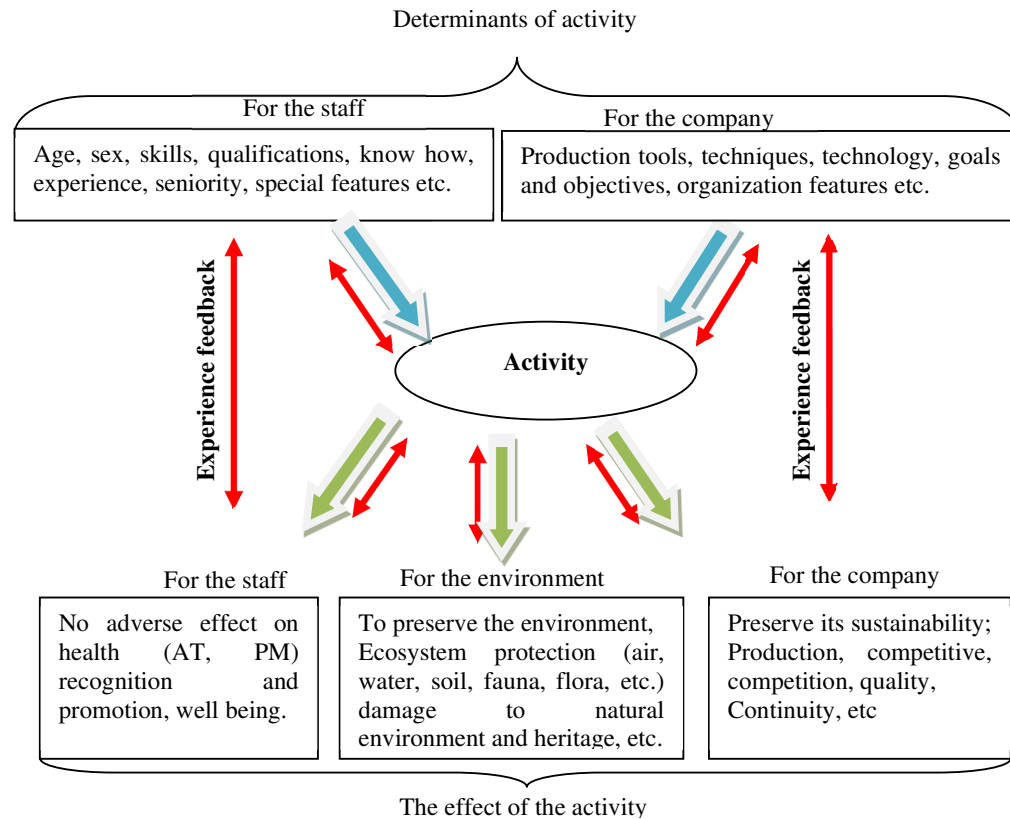 Determinants of activity
For the staff
For the company
Age, sex, skills, qualifications, know how,
experience, seniority, special features etc.
Production tools, techniques, technology, goals
and objectives, organization features etc.
Experience feedback
Activity
Experience feedback
For the staff
For the environment
For the company
No adverse effect on
health (AT, PM)
recognition and
promotion, well being.
To preserve the environment,
Ecosystem protection (air,
water, soil, fauna, flora, etc.)
damage to natural
environment and heritage, etc.
Preserve its sustainability;
Production, competitive,
competition, quality,
Continuity, etc
The effect of the activity